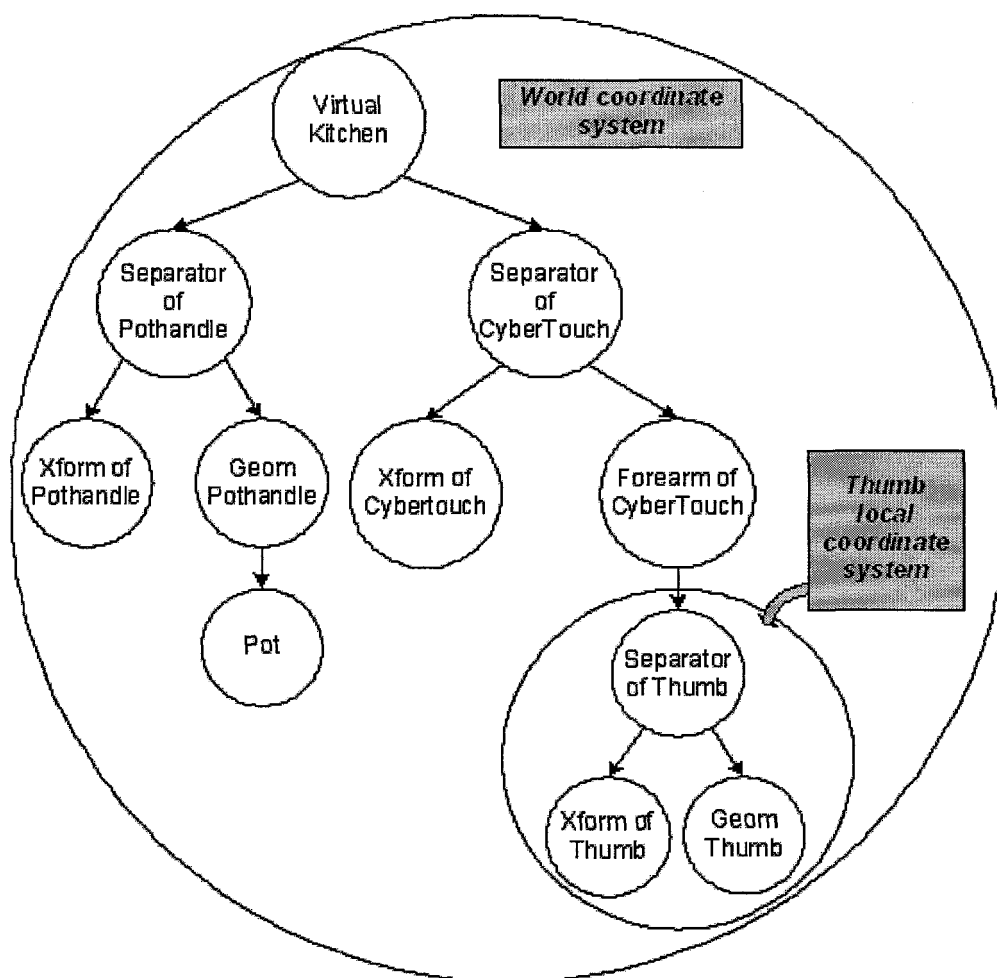 Virtual
Kitchen
World coordinate
system
Separator
of
Pothandle
Separator
of
CyberTouch
Xform of
Pothandle
Geom
Pothandle
Xform of
Cybertouch
Forearm of
CyberTouch
Thumb
local
coordinate
system
Pot
Separator
of Thumb
Xform of
Thumb
Geom
Thumb